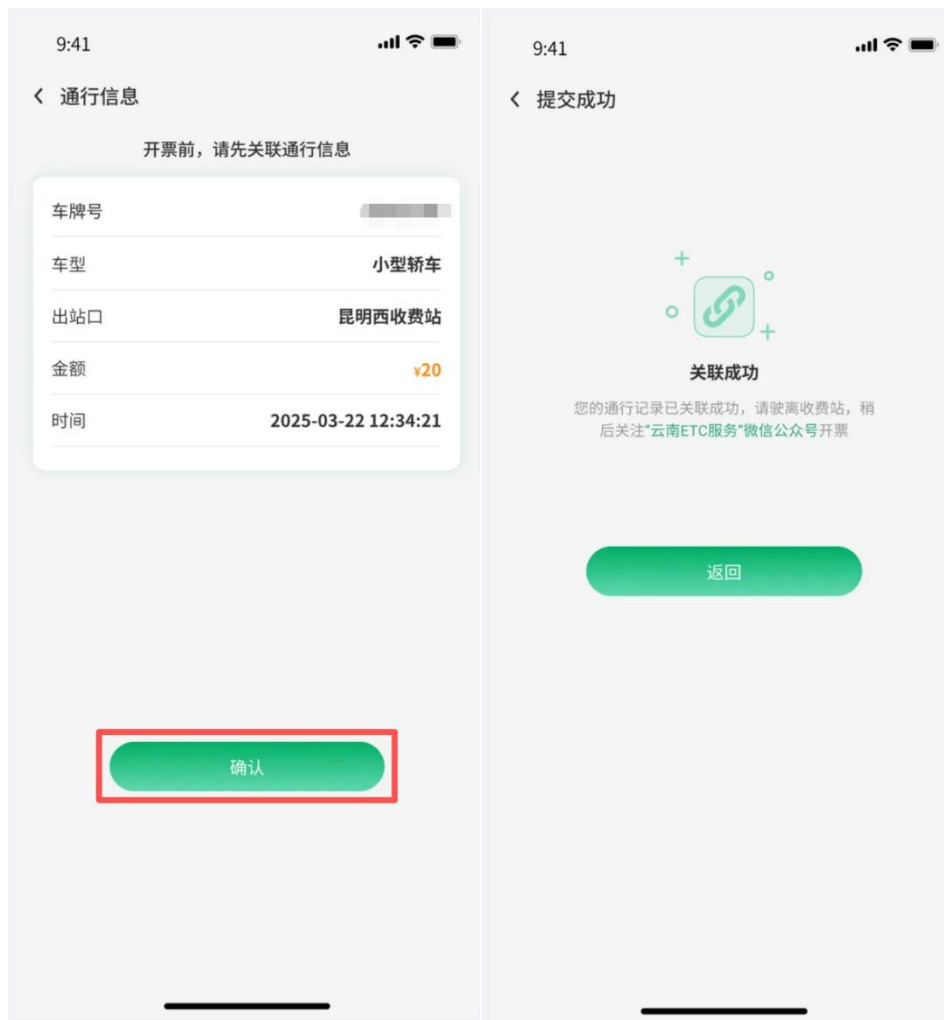 9:41
通行信息
开票前，请先关联通行信息
车牌号
车型 小型轿车
出站口 昆明西收费站
金额 ¥20
时间 2025-03-22 12:34:21
确认
9:41
提交成功
关联成功
您的通行记录已关联成功，请驶离收费站，稍
后关注“云南ETC服务”微信公众号开票
返回